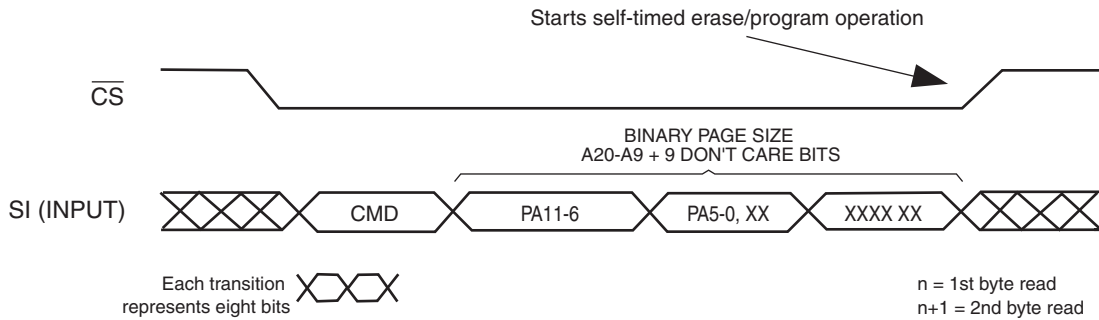 Starts self-timed erase/program operation
CS
BINARY PAGE SIZE
A20-A9 + 9 DON'T CARE BITS
SI (INPUT)
CMD
PA11-6
PA5-0, XX
XXXX XX
Each transition
represents eight bits
n = 1st byte read
n+1 = 2nd byte read